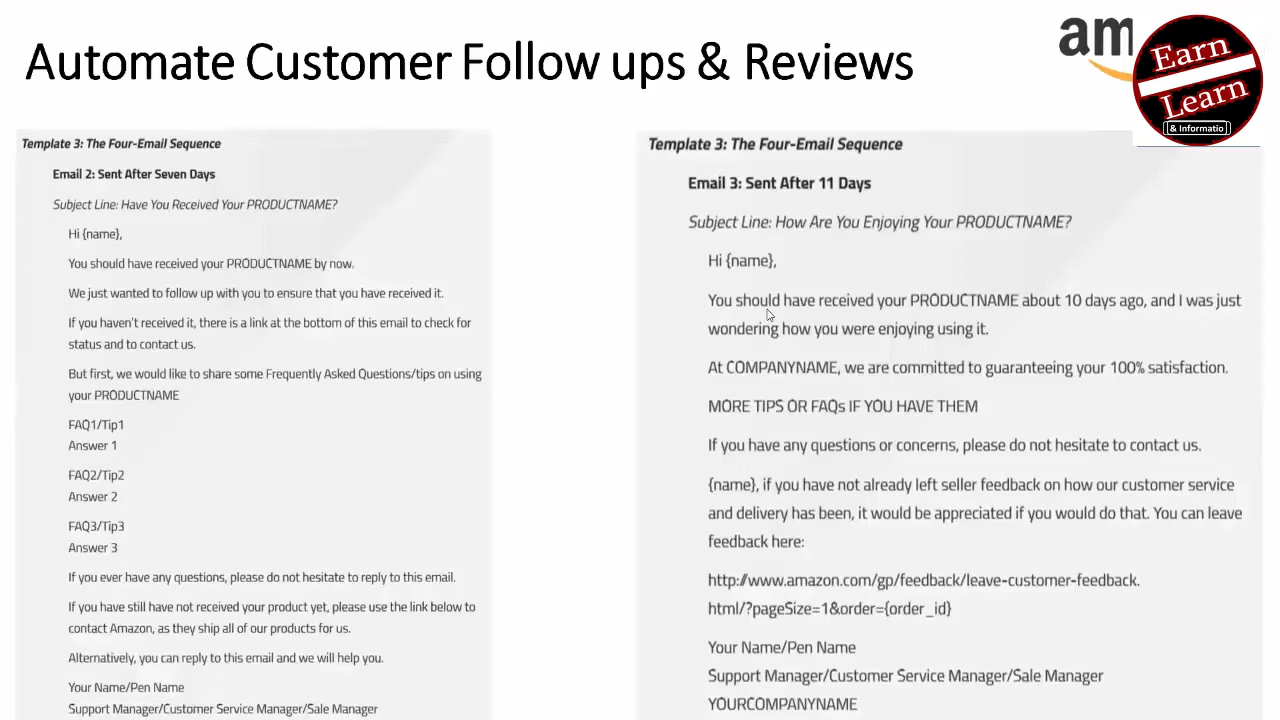 Automate Customer Follow ups & Reviews
am
Earn
Learn
& Informatio
Template 3: The Four-Email Sequence
Email 2: Sent After Seven Days
Subject Line: Have You Received Your PRODUCTNAME?
Hi {name},
You should have received your PRODUCTNAME by now.
We just wanted to follow up with you to ensure that you have received it.
If you haven't received it, there is a link at the bottom of this email to check for
status and to contact us.
But first, we would like to share some Frequently Asked Questions/tips on using
your PRODUCTNAME
FAQ1/Tip1
Answer 1
FAQ2/Tip2
Answer 2
FAQ3/Tip3
Answer 3
If you ever have any questions, please do not hesitate to reply to this email.
If you have still have not received your product yet, please use the link below to
contact Amazon, as they ship all of our products for us.
Alternatively, you can reply to this email and we will help you.
Your Name/Pen Name
Support Manager/Customer Service Manager/Sale Manager
Template 3: The Four-Email Sequence
Email 3: Sent After 11 Days
Subject Line: How Are You Enjoying Your PRODUCTNAME?
Hi {name},
You should have received your PRODUCTNAME about 10 days ago, and I was just
wondering how you were enjoying using it.
At COMPANYNAME, we are committed to guaranteeing your 100% satisfaction.
MORE TIPS OR FAQs IF YOU HAVE THEM
If you have any questions or concerns, please do not hesitate to contact us.
{name}, if you have not already left seller feedback on how our customer service
and delivery has been, it would be appreciated if you would do that. You can leave
feedback here:
http://www.amazon.com/gp/feedback/leave-customer-feedback.
html/?pageSize=1&order={order_id}
Your Name/Pen Name
Support Manager/Customer Service Manager/Sale Manager
YOURCOMPANYNAME